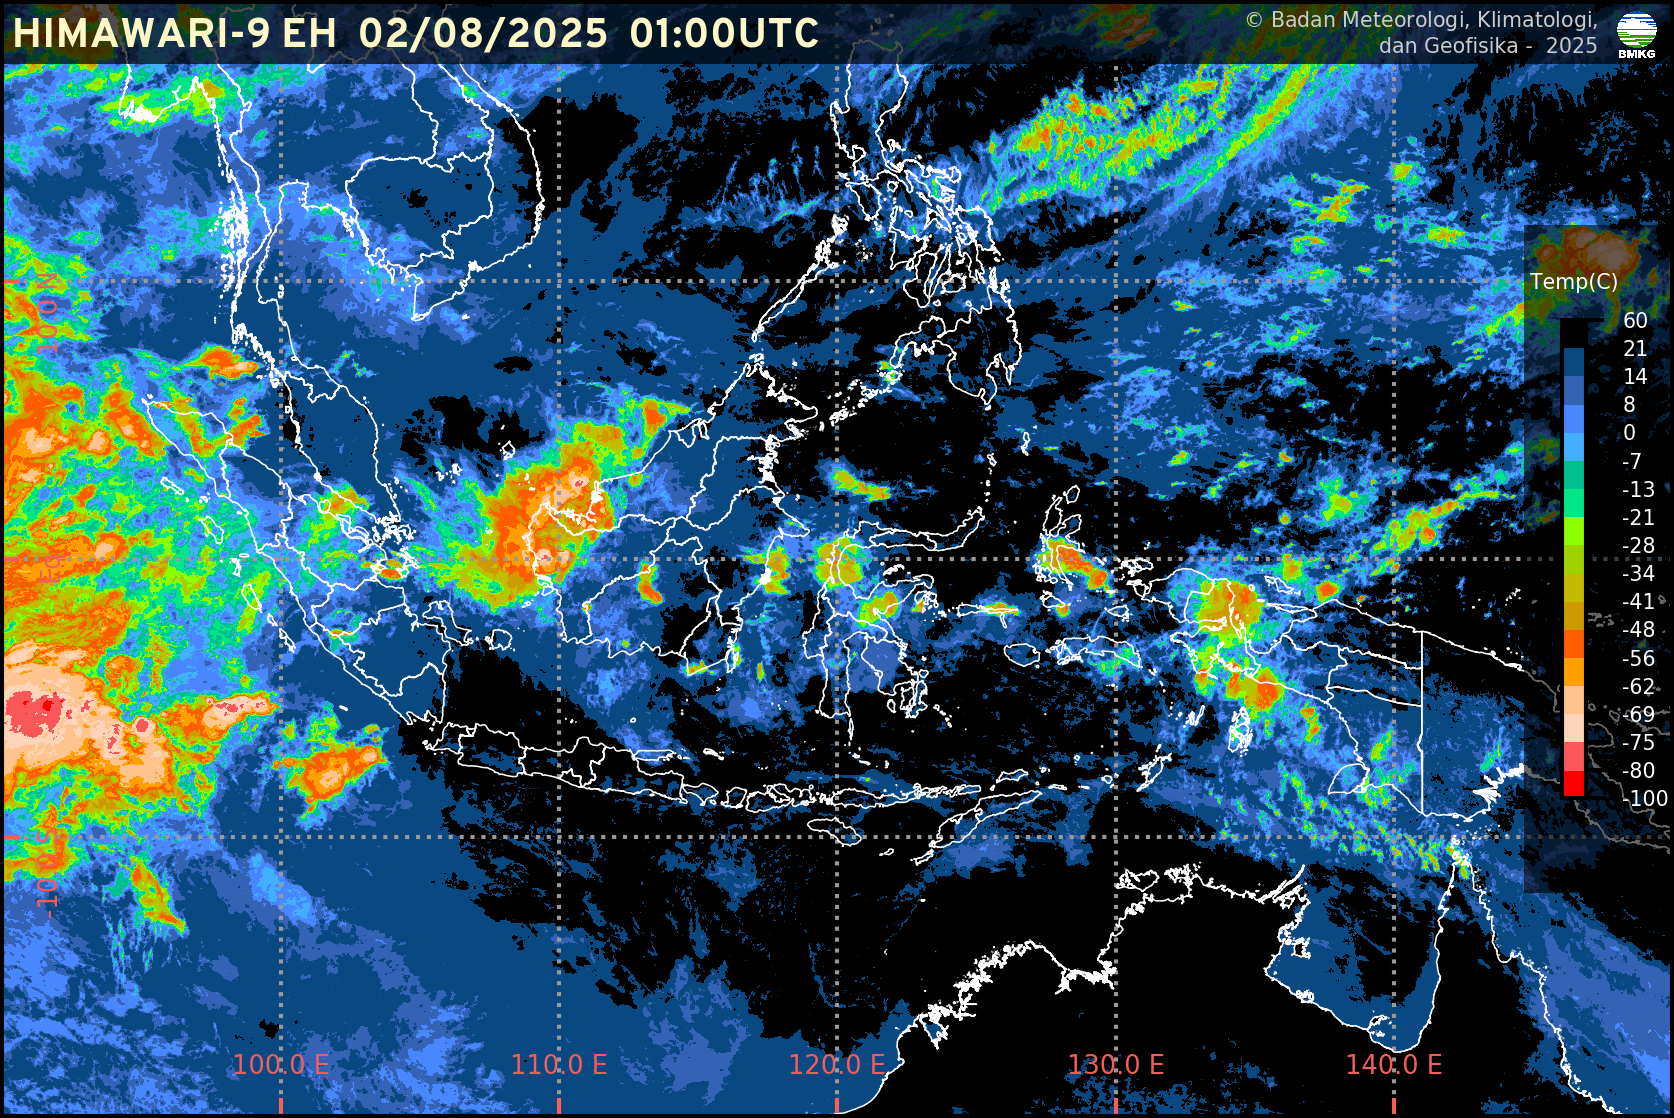 HIMAWARI-9 EH 02/08/2025 01:00UTC
© Badan Meteorologi, Klimatologi,
dan Geofisika - 2025
BMKG
Temp(C)
60
21
14
8
0
-7
-13
-21
-28
-34
-41
-48
-56
-62
-69
-75
-80
-100
100.0 E
110.0 E
120.0 E
130.0 E
140.0 E